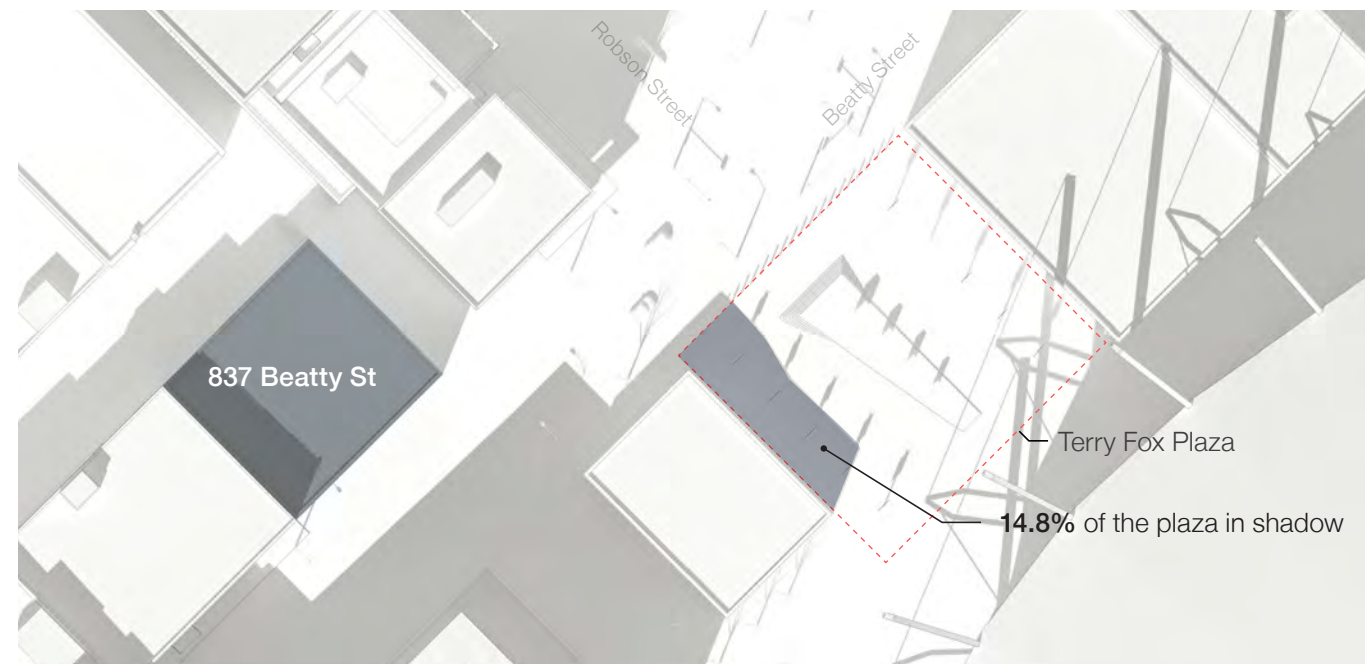 Robson Street
Beatty Street
837 Beatty St
Terry Fox Plaza
14.8% of the plaza in shadow